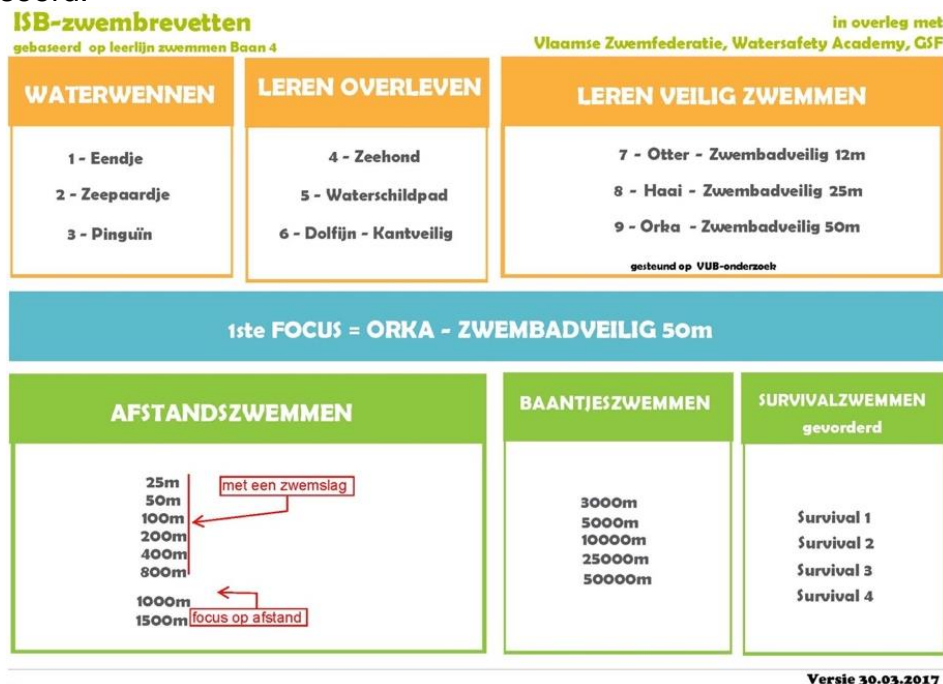 ISB-zwembrevetten
gebaseerd op leerlijn zwemmen Baan 4
in overleg met
Vlaamse Zwemfederatie, Watersafety Academy, GSF
WATERWENNEN
1 - Eendje
2 - Zeepaardje
3 - Pinguïn
LEREN OVERLEVEN
4 - Zeehond
5 - Waterschildpad
6 - Dolfijn - Kantveilig
LEREN VEILIG ZWEMMEN
7 - Otter - Zwembadveilig 12m
8 - Haai - Zwembadveilig 25m
9 - Orka - Zwembadveilig 50m
gesteund op VUB-onderzoek
1ste FOCUS = ORKA - ZWEMBADVEILIG 50m
AFSTANDSZWEMMEN
25m
50m
100m
200m
400m
800m
met een zwemslag
1000m
1500m
focus op afstand
BAANTJESZWEMMEN
3000m
5000m
10000m
25000m
50000m
SURVIVALZWEMMEN
gevorderd
Survival 1
Survival 2
Survival 3
Survival 4
Versie 30.03.2017